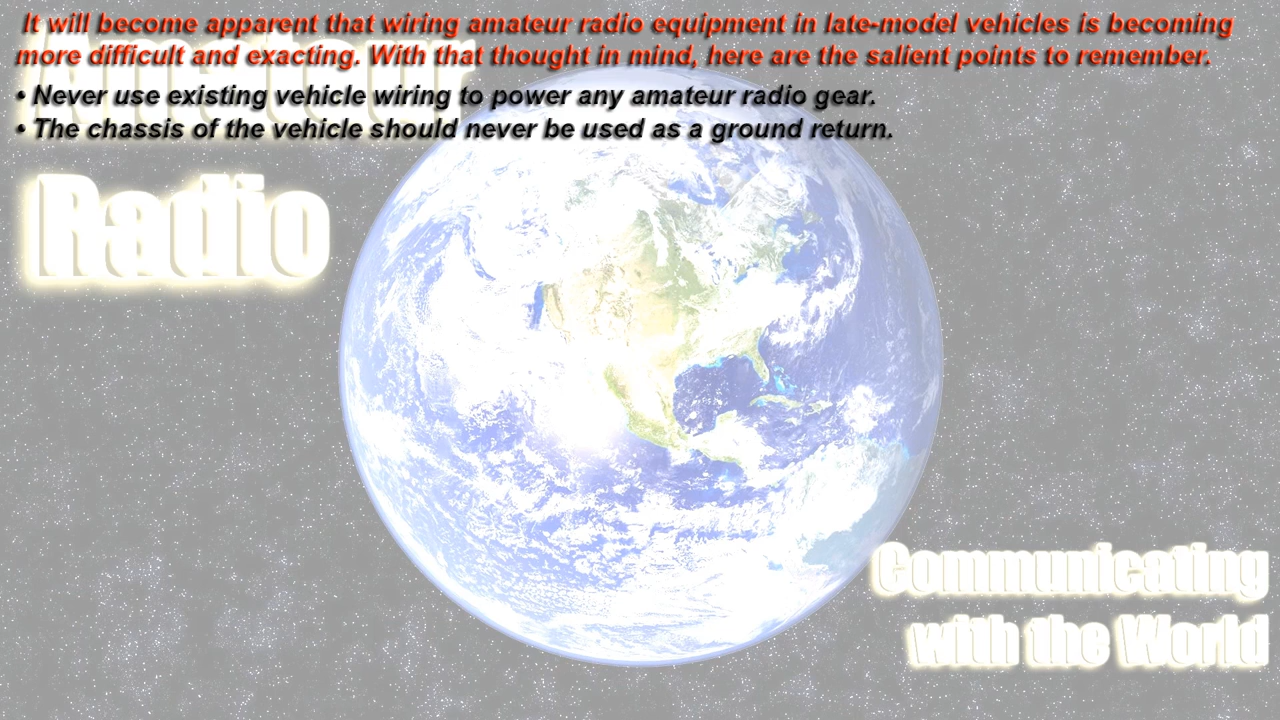 It will become apparent that wiring amateur radio equipment in late-model vehicles is becoming
more difficult and exacting. With that thought in mind, here are the salient points to remember.
• Never use existing vehicle wiring to power any amateur radio gear.
• The chassis of the vehicle should never be used as a ground return.
Amateur
Radio
Communicating
with the World